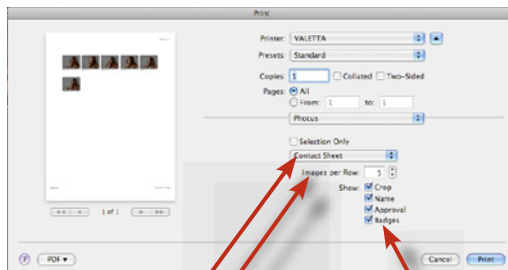 Print
Printer: VALETTA
Presets: Standard
Copies: 1 Collated Two-Sided
Pages: All
From: 1 to: 1
Phocus
Selection Only
Contact Sheet
Images per Row: 5
Show: Crop
Name
Approval
Badges
1 of 1
? PDF ▾ Cancel Print